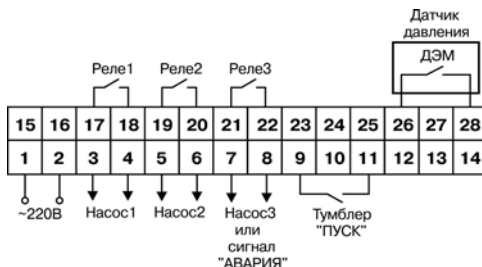 Датчик
давления
ДЭМ
Реле1 Реле2 Реле3
15 16 17 18 19 20 21 22 23 24 25 26 27 28
1 2 3 4 5 6 7 8 9 10 11 12 13 14
~220В Насос1 Насос2 Насос3 Тумблер
или "ПУСК"
сигнал
"АВАРИЯ"